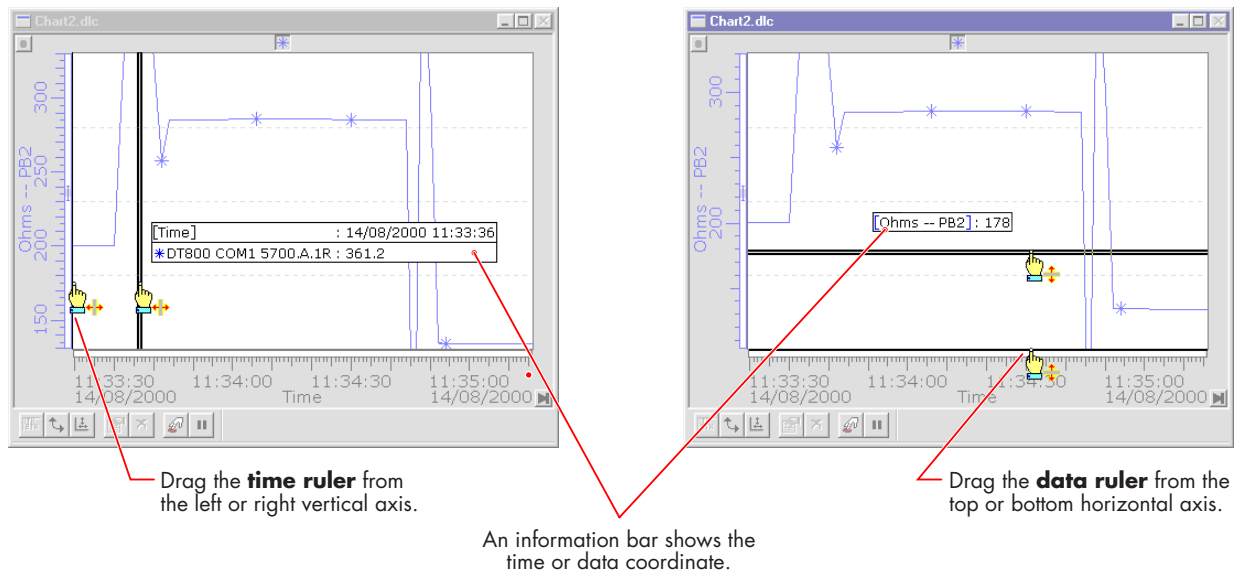 Chart2.dlc
300
250
200
150
Ohms -- PB2
[Time] : 14/08/2000 11:33:36
DT800 COM1 5700.A.1R : 361.2
11:33:30 11:34:00 11:34:30 11:35:00
14/08/2000 Time 14/08/2000
Drag the time ruler from
the left or right vertical axis.
Chart2.dlc
300
200
Ohms -- PB2
[Ohms -- PB2]: 178
11:33:30 11:34:00 11:34:30 11:35:00
14/08/2000 Time 14/08/2000
Drag the data ruler from the
top or bottom horizontal axis.
An information bar shows the
time or data coordinate.